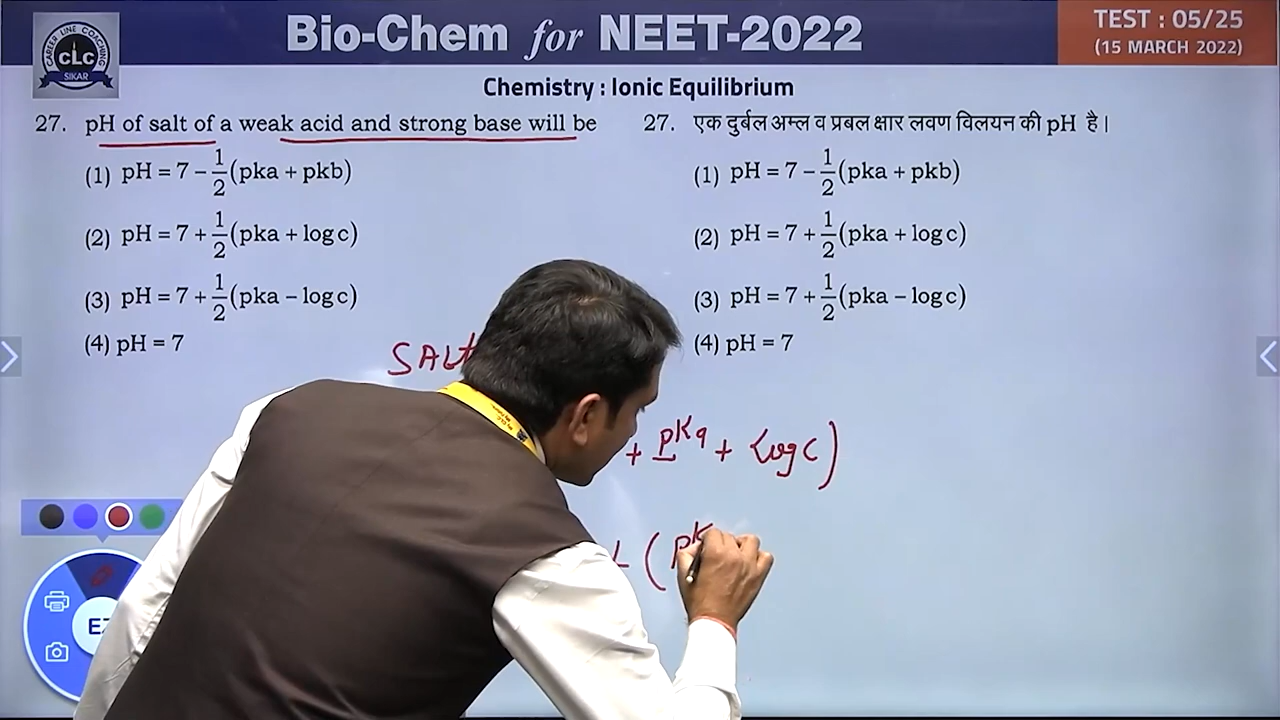 Bio-Chem for NEET-2022
TEST : 05/25
(15 MARCH 2022)
CAREER LINE COACHING
CLC
SIKAR
Chemistry : Ionic Equilibrium
27. pH of salt of a weak acid and strong base will be
(1) pH = 7 − 1/2 (pka + pkb)
(2) pH = 7 + 1/2 (pka + log c)
(3) pH = 7 + 1/2 (pka − log c)
(4) pH = 7
27. एक दुर्बल अम्ल व प्रबल क्षार लवण विलयन की pH है।
(1) pH = 7 − 1/2 (pka + pkb)
(2) pH = 7 + 1/2 (pka + log c)
(3) pH = 7 + 1/2 (pka − log c)
(4) pH = 7
SALt
+ pKa + log c)
(pK